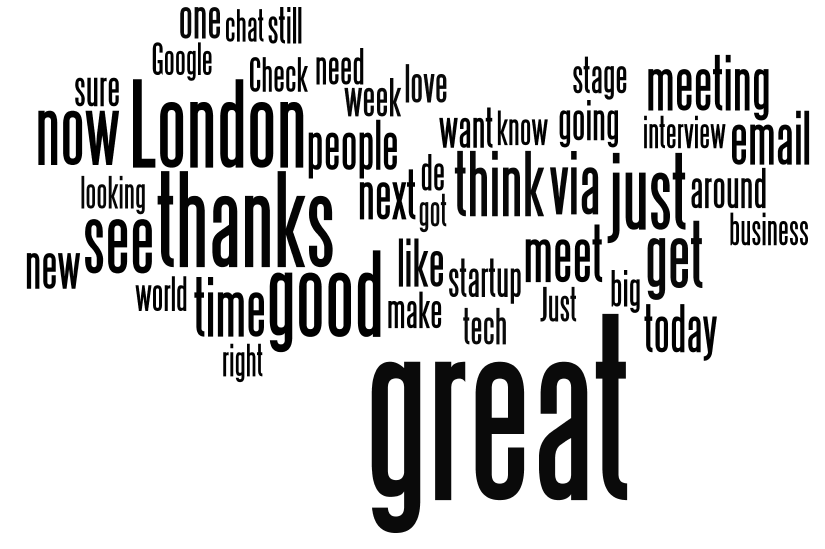 one chat still
Google Check need
sure week love stage meeting
now London people want know going interview email
looking thanks next de got think via just around
see business
new like startup meet get
world time good make Just big
tech today
right
great